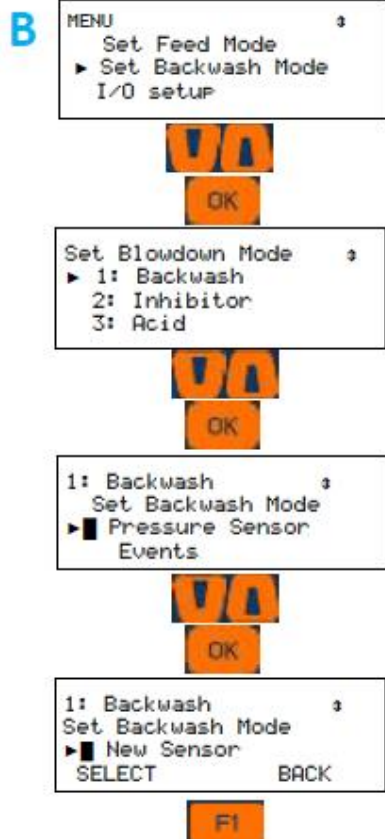 B
MENU
Set Feed Mode
► Set Backwash Mode
I/O setup
OK
Set Blowdown Mode
► 1: Backwash
2: Inhibitor
3: Acid
OK
1: Backwash
Set Backwash Mode
►█ Pressure Sensor
Events
OK
1: Backwash
Set Backwash Mode
►█ New Sensor
SELECT BACK
F1